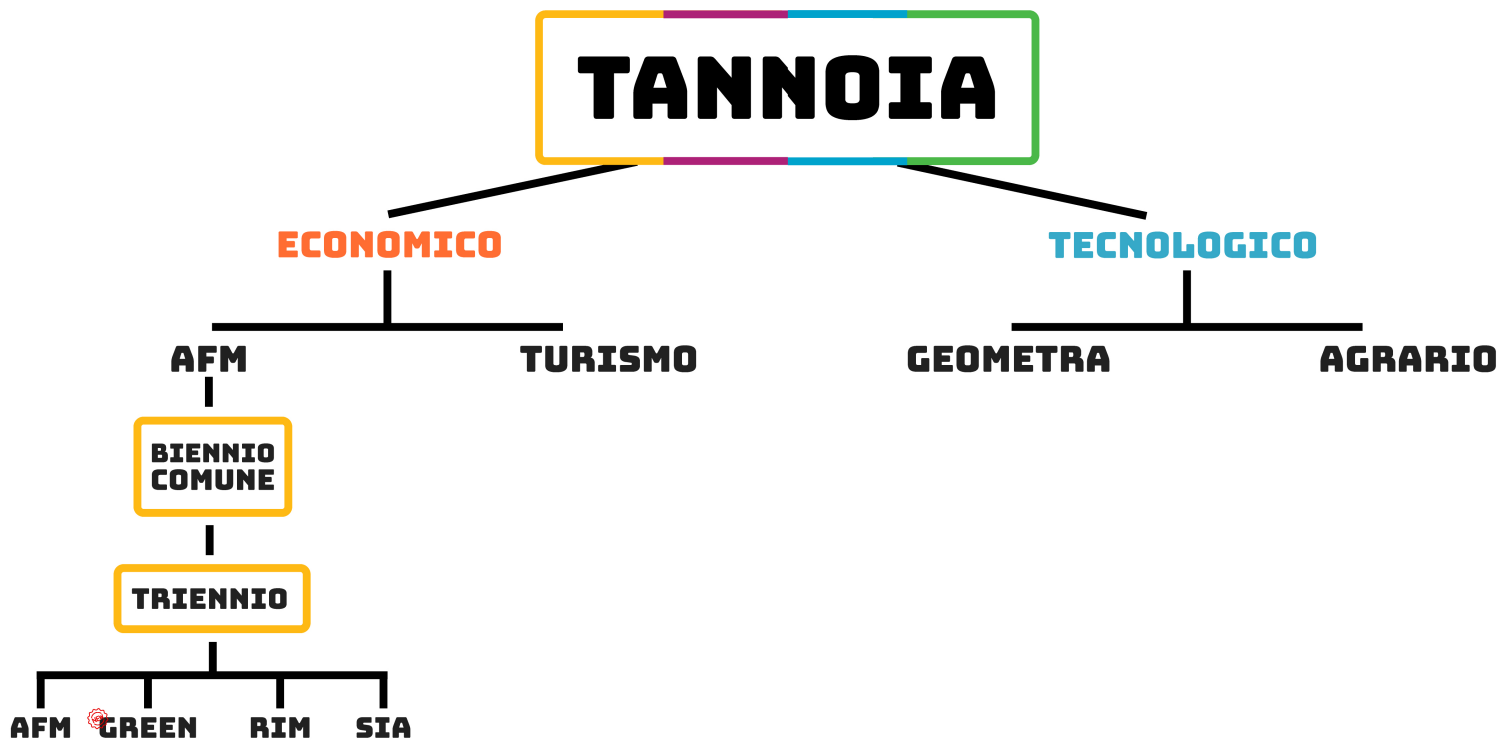 TANNOIA
ECONOMICO
TECNOLOGICO
AFM
TURISMO
GEOMETRA
AGRARIO
BIENNIO
COMUNE
TRIENNIO
AFM
GREEN
RIM
SIA